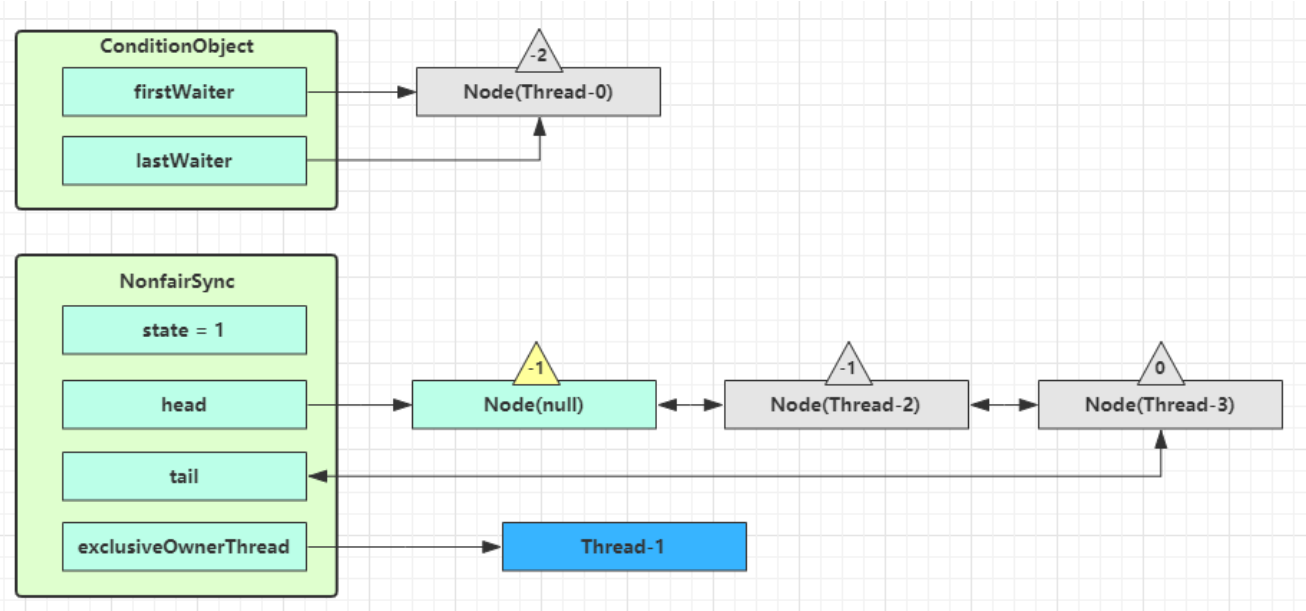 ConditionObject
-2
firstWaiter
Node(Thread-0)
lastWaiter
NonfairSync
state = 1
-1
-1
0
head
Node(null)
Node(Thread-2)
Node(Thread-3)
tail
exclusiveOwnerThread
Thread-1